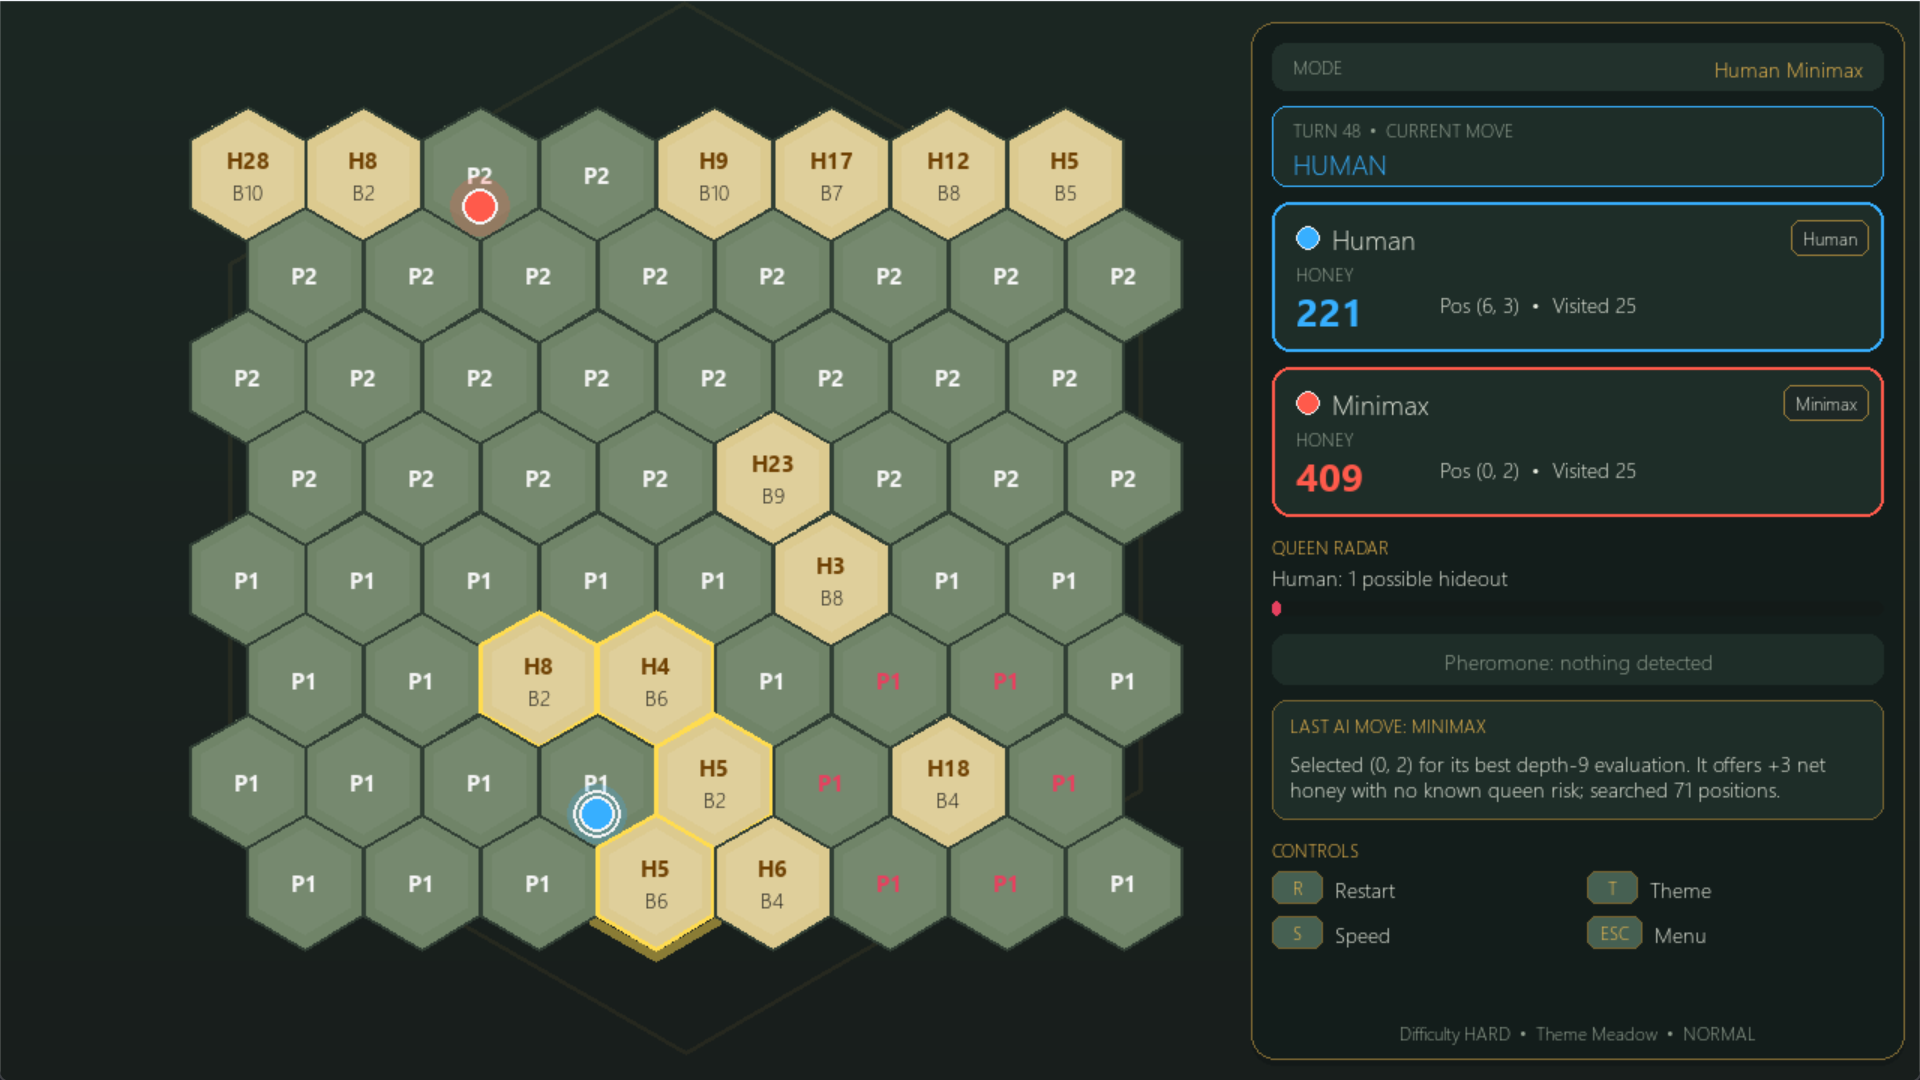 H28 H8 P2 P2 H9 H17 H12 H5
B10 B2 B10 B7 B8 B5
P2 P2 P2 P2 P2 P2 P2 P2
P2 P2 P2 P2 P2 P2 P2 P2
P2 P2 P2 P2 H23 P2 P2 P2
B9
P1 P1 P1 P1 P1 H3 P1 P1
B8
P1 P1 H8 H4 P1 P1 P1 P1
B2 B6
P1 P1 P1 P1 H5 P1 H18 P1
B2 B4
P1 P1 P1 H5 H6 P1 P1 P1
B6 B4
MODE Human Minimax
TURN 48 • CURRENT MOVE
HUMAN
Human Human
HONEY
221 Pos (6, 3) • Visited 25
Minimax Minimax
HONEY
409 Pos (0, 2) • Visited 25
QUEEN RADAR
Human: 1 possible hideout
Pheromone: nothing detected
LAST AI MOVE: MINIMAX
Selected (0, 2) for its best depth-9 evaluation. It offers +3 net
honey with no known queen risk; searched 71 positions.
CONTROLS
R Restart T Theme
S Speed ESC Menu
Difficulty HARD • Theme Meadow • NORMAL